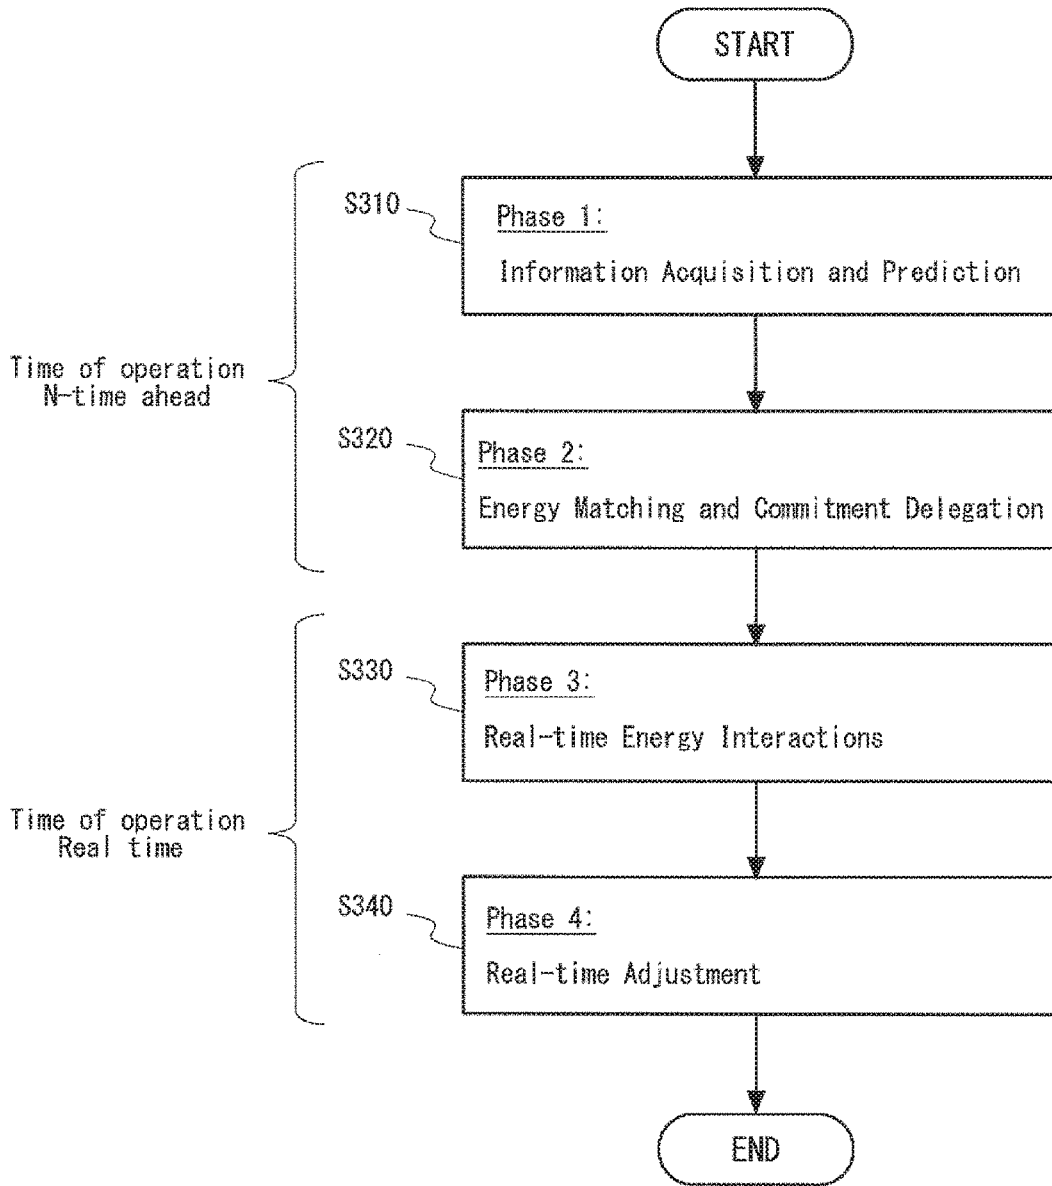 START
S310
Phase 1:
Information Acquisition and Prediction
Time of operation
N-time ahead
S320
Phase 2:
Energy Matching and Commitment Delegation
S330
Phase 3:
Real-time Energy Interactions
Time of operation
Real time
S340
Phase 4:
Real-time Adjustment
END